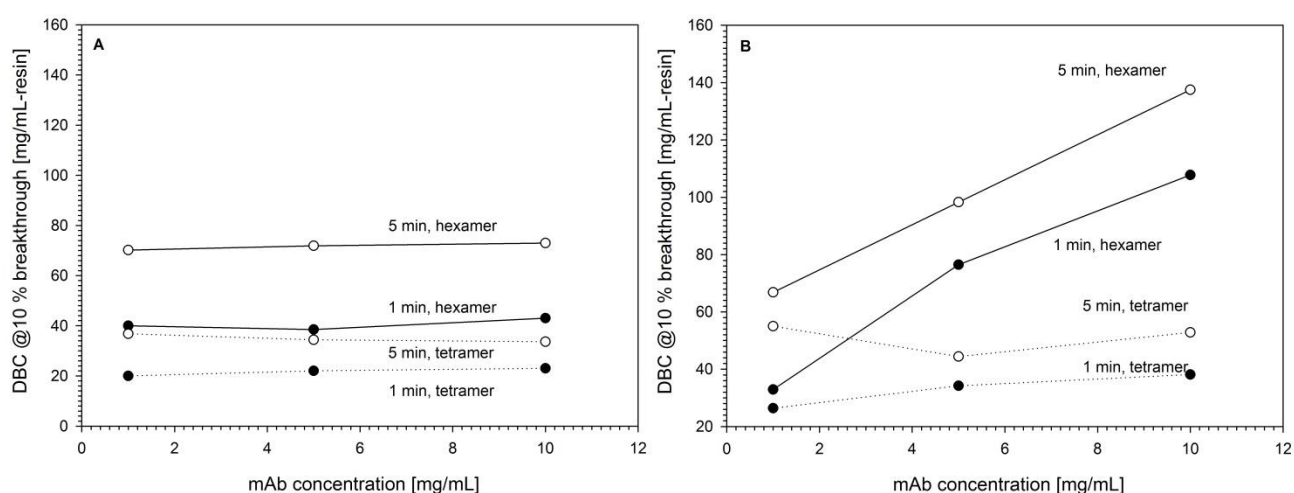 A
DBC @10 % breakthrough [mg/mL-resin]
160
140
120
100
80
60
40
20
0
5 min, hexamer
1 min, hexamer
5 min, tetramer
1 min, tetramer
0 2 4 6 8 10 12
mAb concentration [mg/mL]
B
DBC @10 % breakthrough [mg/mL-resin]
160
140
120
100
80
60
40
20
5 min, hexamer
1 min, hexamer
5 min, tetramer
1 min, tetramer
0 2 4 6 8 10 12
mAb concentration [mg/mL]